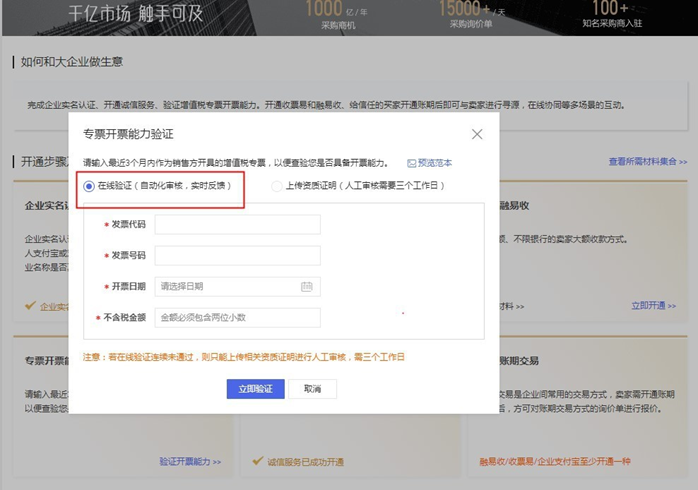 千亿市场 触手可及
1000 亿/年
采购商机
15000+ /天
采购询价单
100+
知名采购商入驻
如何和大企业做生意
完成企业实名认证、开通诚信服务、验证增值税专票开票能力。开通收票易和融易收、给信任的买家开通账期后即可与卖家进行寻源，在线协同等多场景的互动。
开通步骤
查看所需材料集合 >>
专票开票能力验证
请输入最近3个月内作为销售方开具的增值税专票，以便查验您是否具备开票能力。
预览范本
在线验证（自动化审核，实时反馈）
上传资质证明（人工审核需要三个工作日）
* 发票代码
* 发票号码
* 开票日期 请选择日期
* 不含税金额 金额必须包含两位小数
注意：若在线验证连续未通过，则只能上传相关资质证明进行人工审核，需三个工作日
立即验证
取消
企业实名
企业实名认
人支付宝或
业名称是否
企业实名
融易收
、不限银行的卖家大额收款方式。
材料 >>
立即开通 >>
专票开票
请输入最近
以便查验您
验证开票能力 >>
诚信服务已成功开通
账期交易
交易是企业间常用的交易方式，卖家需开通账期
后，方可对账期交易方式的询价单进行报价。
融易收/收票易/企业支付宝至少开通一种